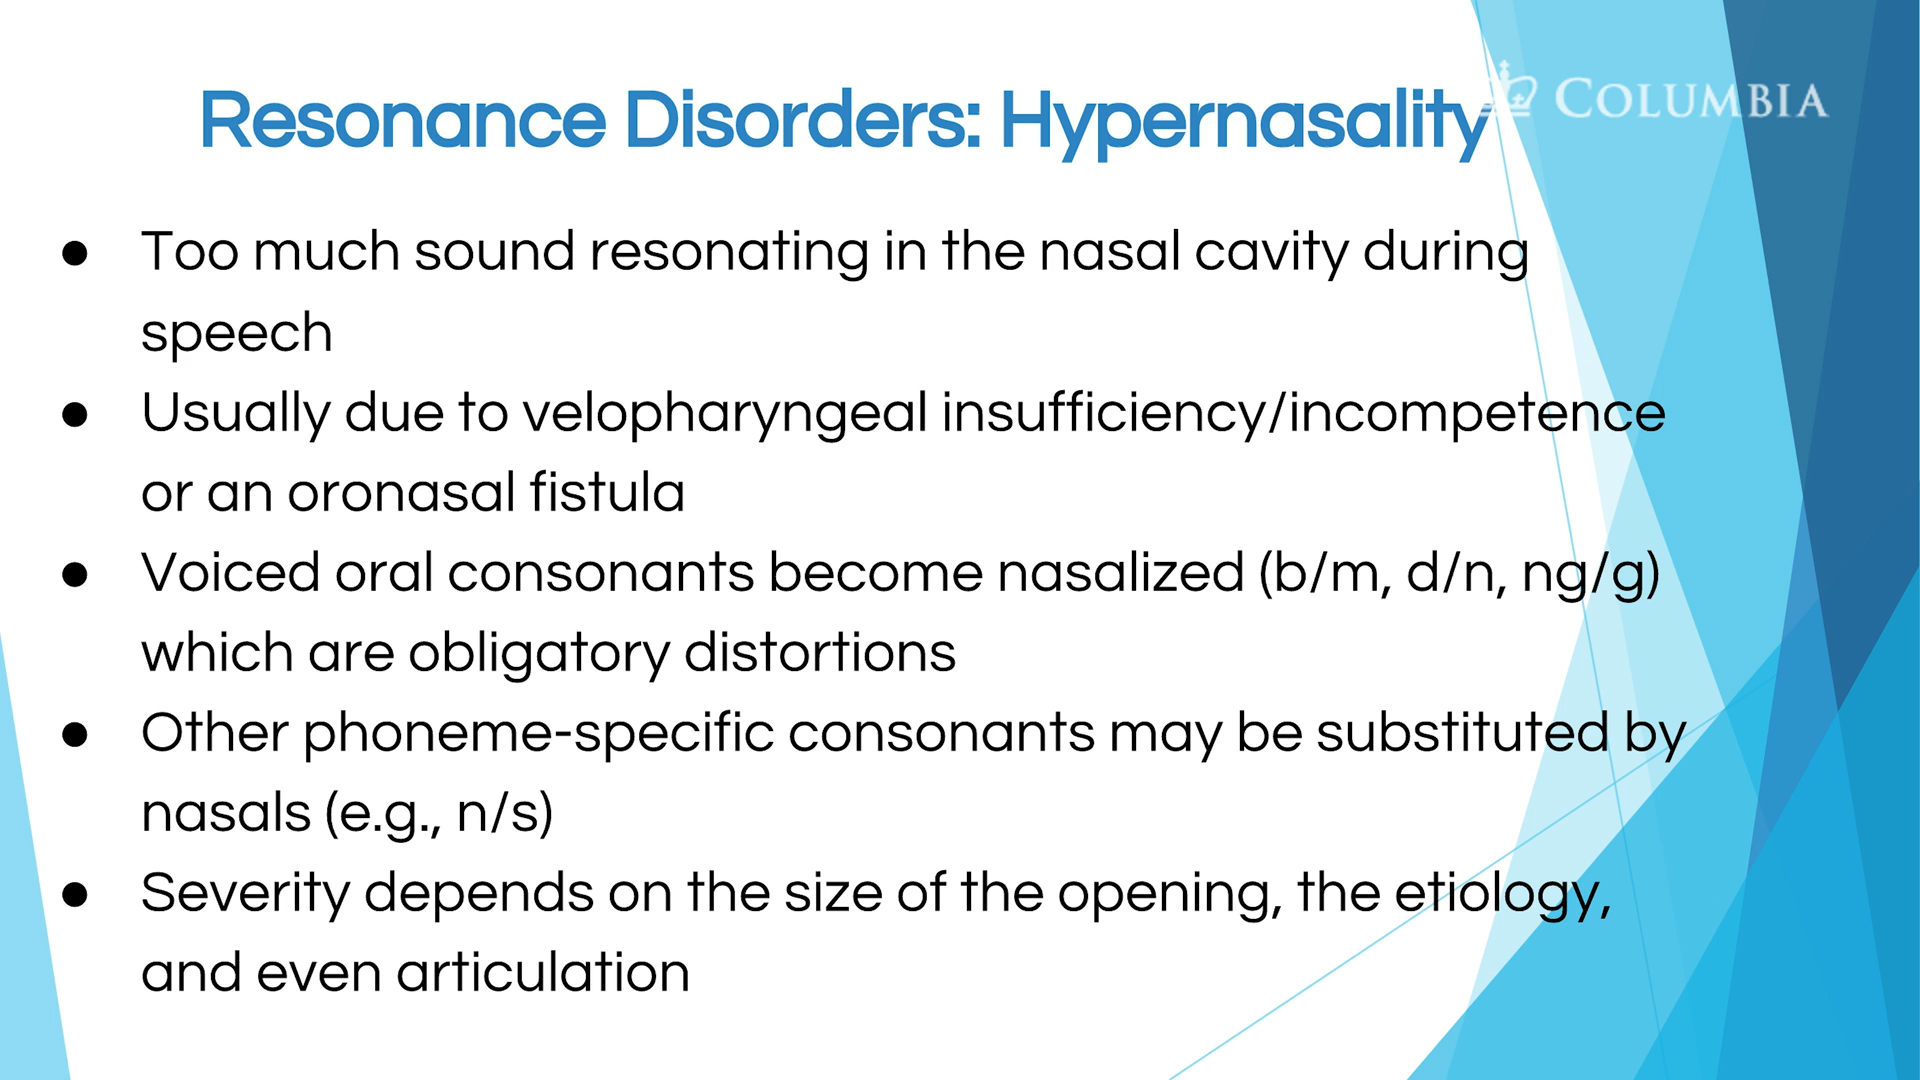 Resonance Disorders: Hypernasality
COLUMBIA
● Too much sound resonating in the nasal cavity during
speech
● Usually due to velopharyngeal insufficiency/incompetence
or an oronasal fistula
● Voiced oral consonants become nasalized (b/m, d/n, ng/g)
which are obligatory distortions
● Other phoneme-specific consonants may be substituted by
nasals (e.g., n/s)
● Severity depends on the size of the opening, the etiology,
and even articulation